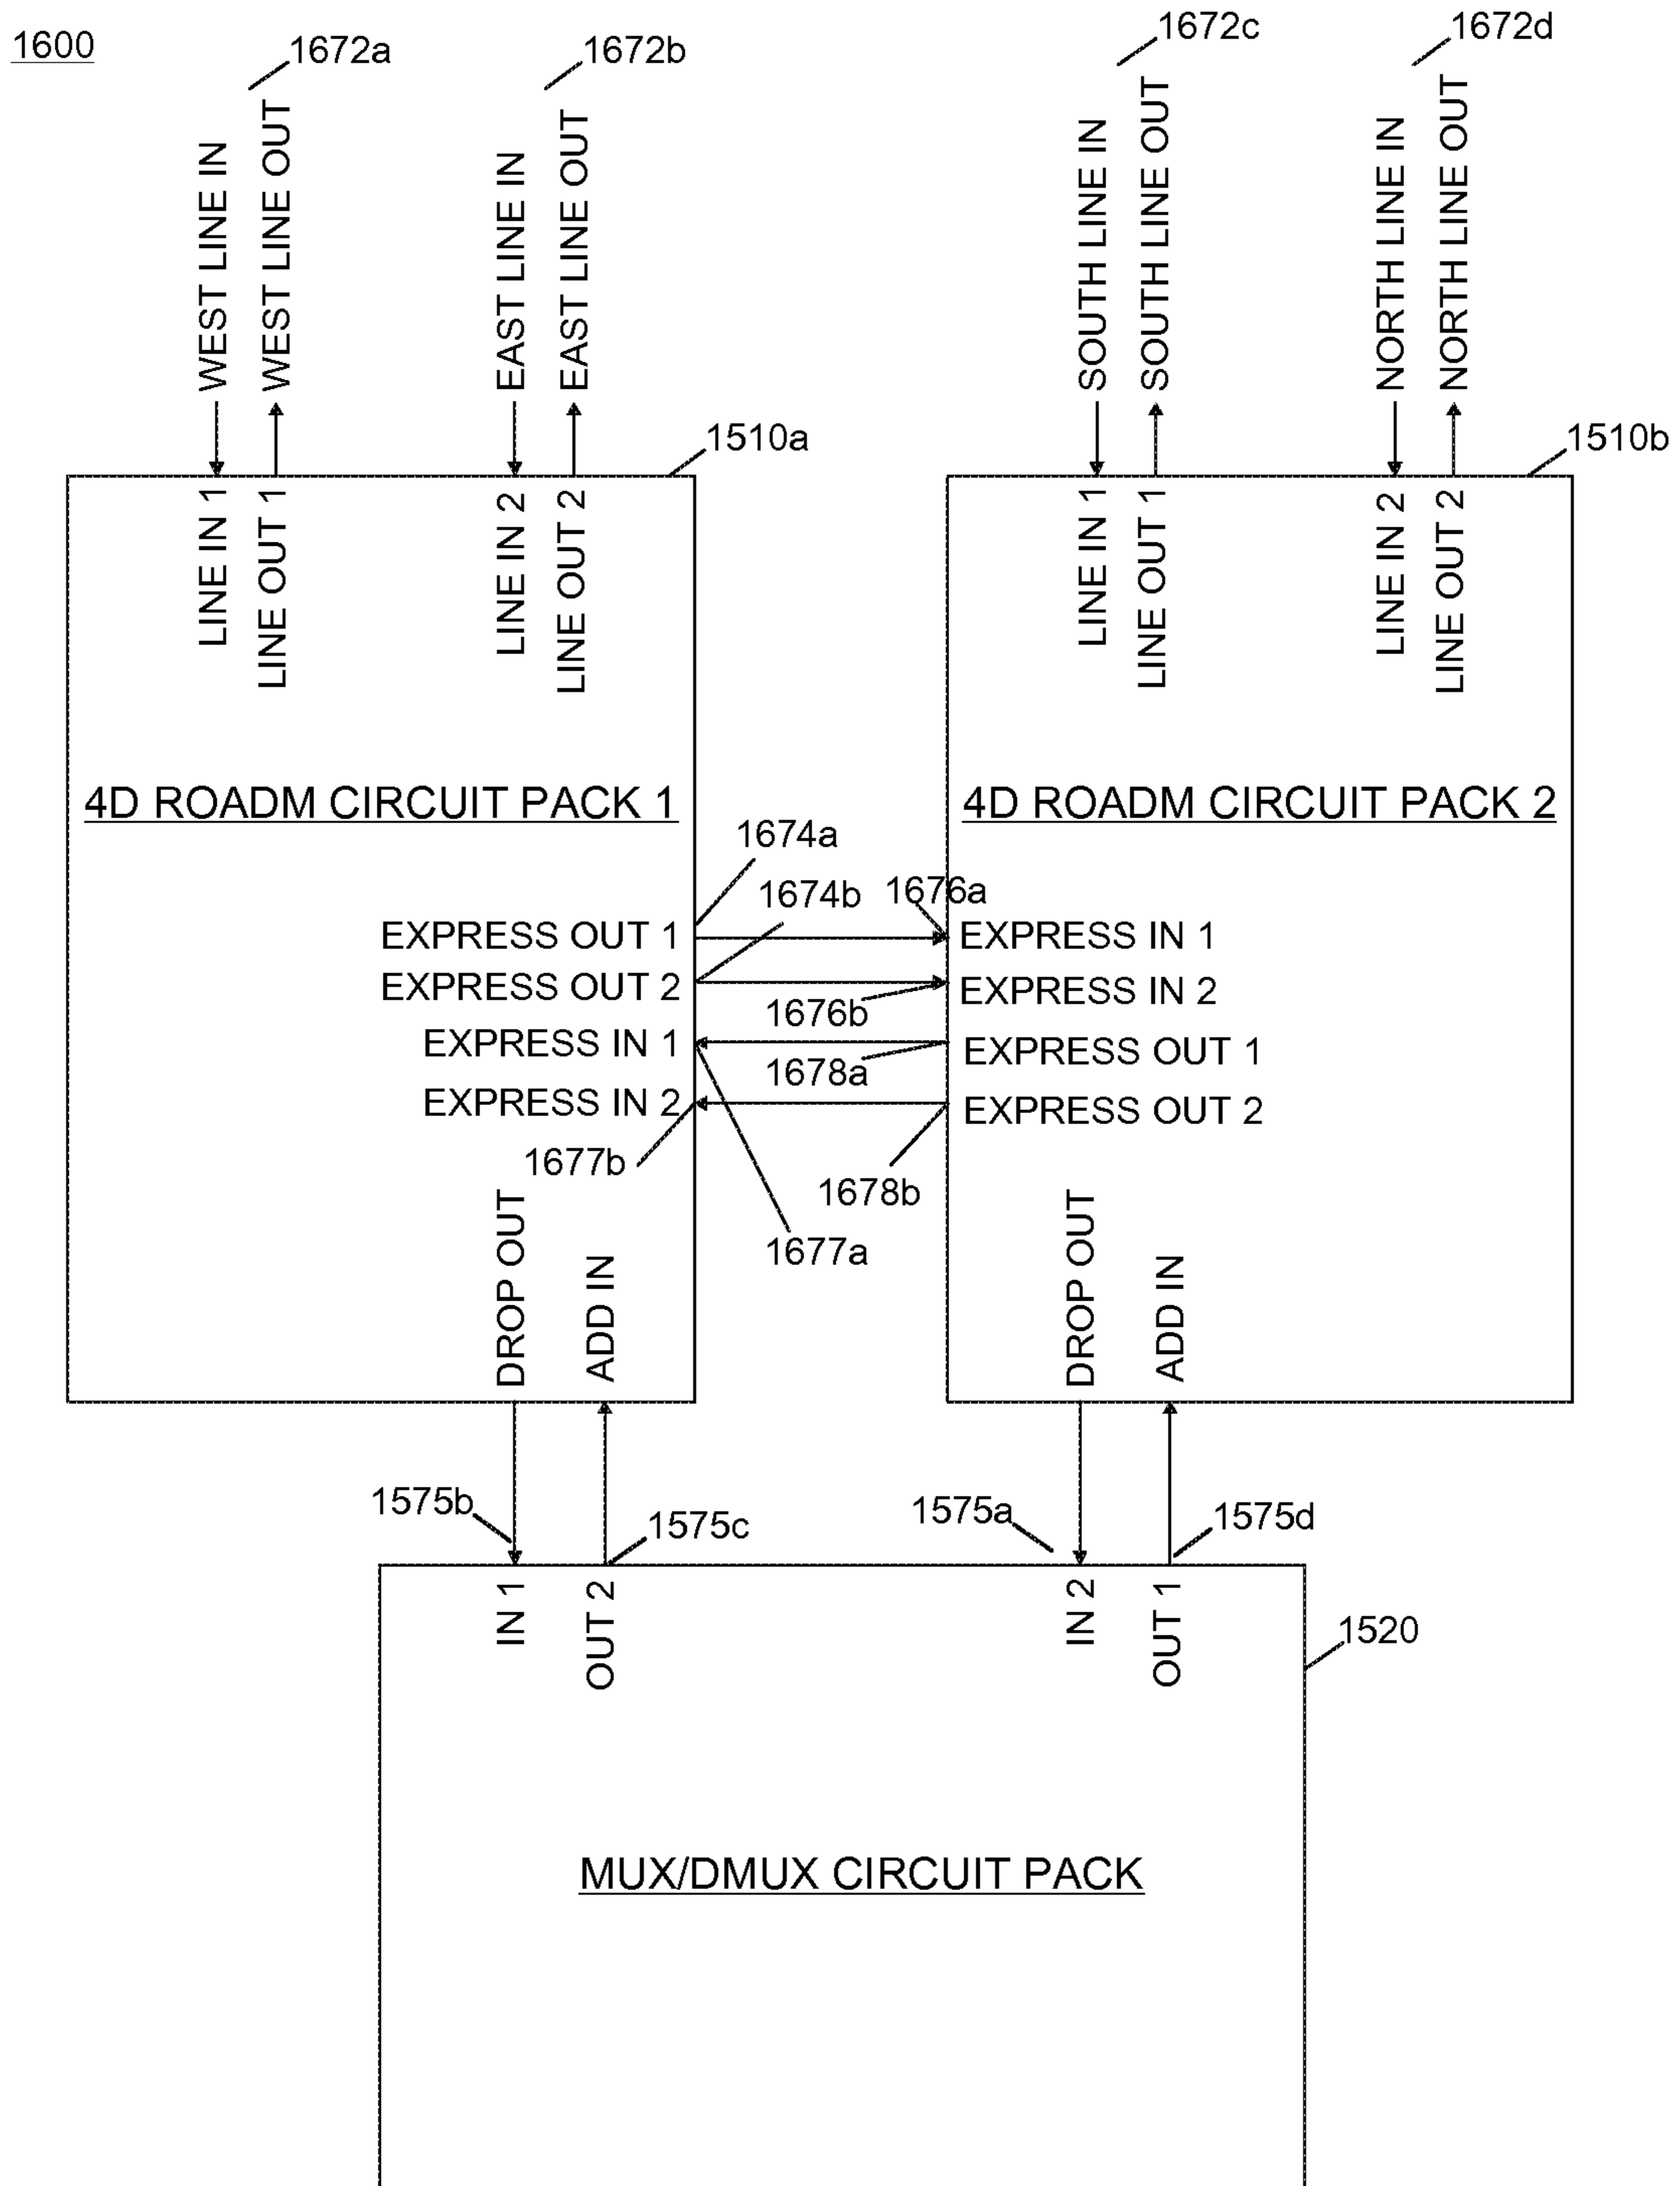 1600
1672a
1672b
1672c
1672d
WEST LINE IN
WEST LINE OUT
EAST LINE IN
EAST LINE OUT
SOUTH LINE IN
SOUTH LINE OUT
NORTH LINE IN
NORTH LINE OUT
1510a
1510b
LINE IN 1
LINE OUT 1
LINE IN 2
LINE OUT 2
LINE IN 1
LINE OUT 1
LINE IN 2
LINE OUT 2
4D ROADM CIRCUIT PACK 1
4D ROADM CIRCUIT PACK 2
1674a
1674b
1676a
EXPRESS OUT 1
EXPRESS IN 1
EXPRESS OUT 2
EXPRESS IN 2
1676b
EXPRESS IN 1
EXPRESS OUT 1
1678a
EXPRESS IN 2
EXPRESS OUT 2
1677b
1678b
1677a
DROP OUT
ADD IN
DROP OUT
ADD IN
1575b
1575c
1575a
1575d
IN 1
OUT 2
IN 2
OUT 1
1520
MUX/DMUX CIRCUIT PACK